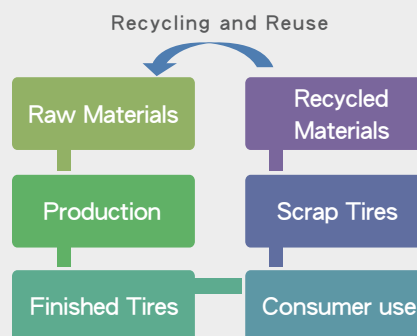 Recycling and Reuse
Raw Materials
Recycled
Materials
Production
Scrap Tires
Finished Tires
Consumer use